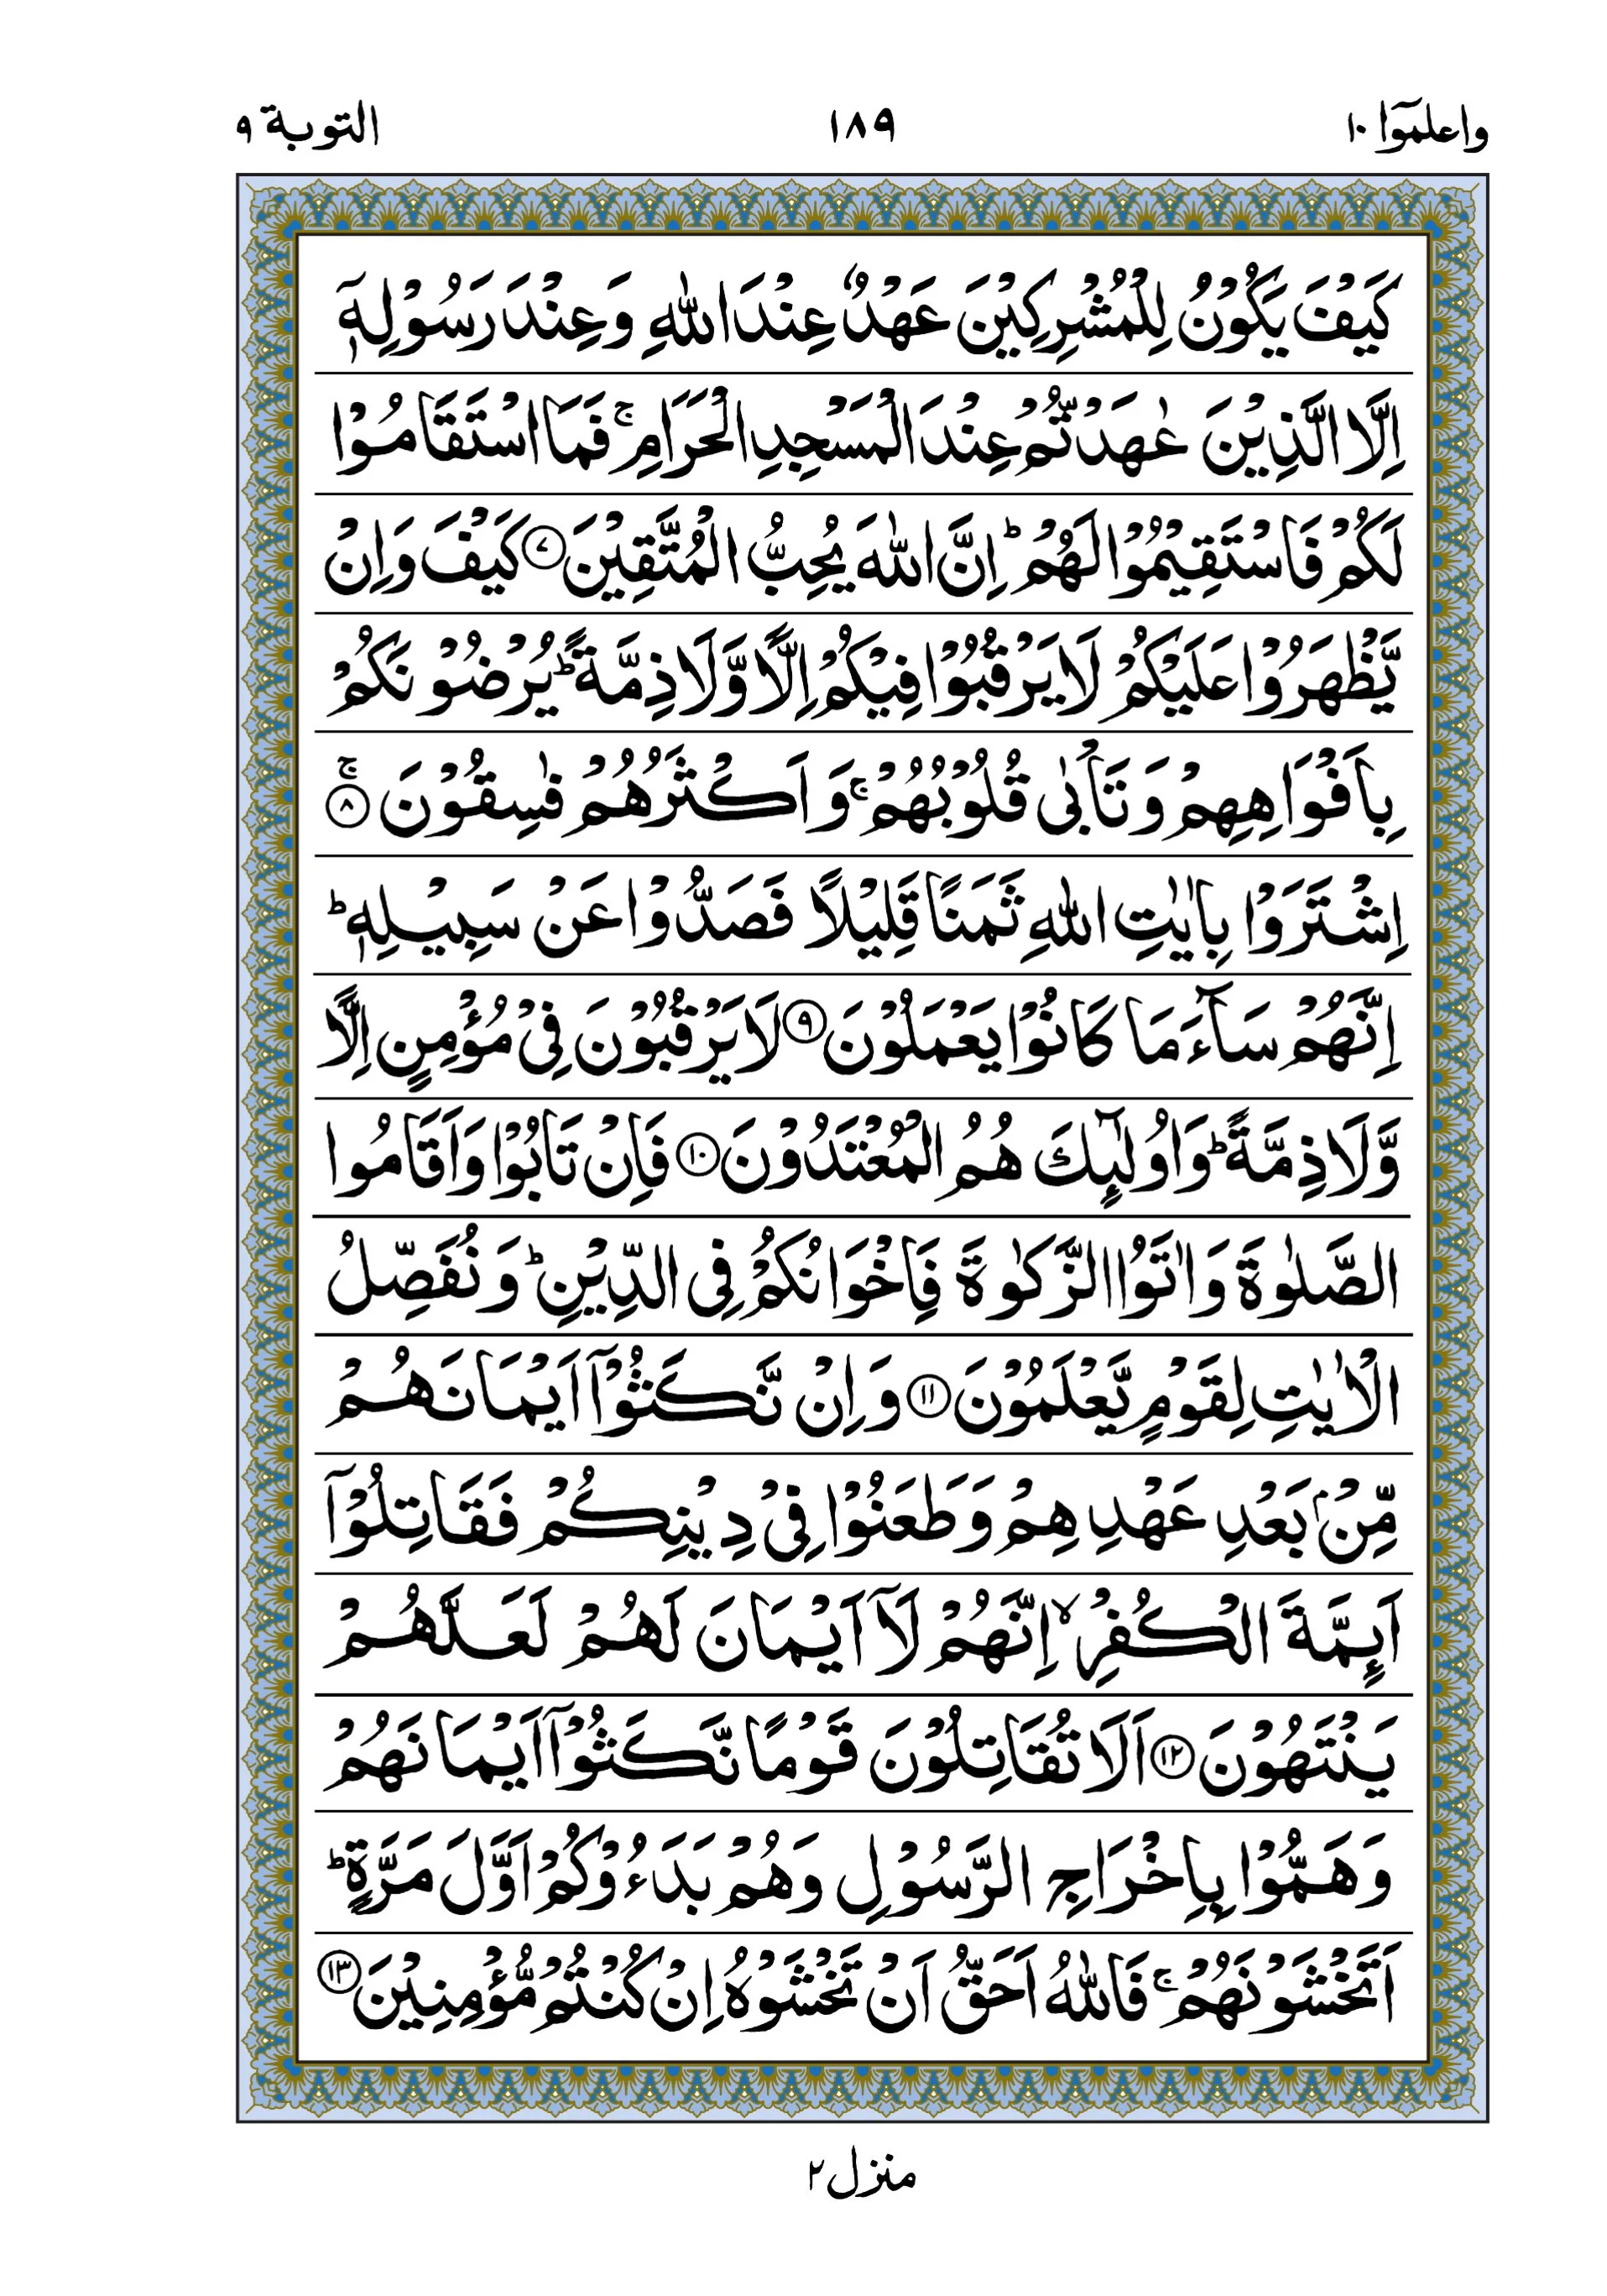 واعلموٓا ١٠ ١٨٩ التوبة ٩
كَيْفَ يَكُوْنُ لِلْمُشْرِكِيْنَ عَهْدٌ عِنْدَ اللّٰهِ وَعِنْدَ رَسُوْلِهٖٓ
اِلَّا الَّذِيْنَ عٰهَدْتُّمْ عِنْدَ الْمَسْجِدِ الْحَرَامِ ۚ فَمَا اسْتَقَامُوْا
لَكُمْ فَاسْتَقِيْمُوْا لَهُمْ ؕ اِنَّ اللّٰهَ يُحِبُّ الْمُتَّقِيْنَ ۝٧ كَيْفَ وَاِنْ
يَّظْهَرُوْا عَلَيْكُمْ لَا يَرْقُبُوْا فِيْكُمْ اِلًّا وَّلَا ذِمَّةً ؕ يُرْضُوْنَكُمْ
بِاَفْوَاهِهِمْ وَتَاْبٰى قُلُوْبُهُمْ ۚ وَاَكْثَرُهُمْ فٰسِقُوْنَ ۝٨ ۚ
اِشْتَرَوْا بِاٰيٰتِ اللّٰهِ ثَمَنًا قَلِيْلًا فَصَدُّوْا عَنْ سَبِيْلِهٖ ؕ
اِنَّهُمْ سَآءَ مَا كَانُوْا يَعْمَلُوْنَ ۝٩ لَا يَرْقُبُوْنَ فِيْ مُؤْمِنٍ اِلًّا
وَّلَا ذِمَّةً ؕ وَاُولٰٓئِكَ هُمُ الْمُعْتَدُوْنَ ۝١٠ فَاِنْ تَابُوْا وَاَقَامُوا
الصَّلٰوةَ وَاٰتَوُا الزَّكٰوةَ فَاِخْوَانُكُمْ فِي الدِّيْنِ ؕ وَنُفَصِّلُ
الْاٰيٰتِ لِقَوْمٍ يَّعْلَمُوْنَ ۝١١ وَاِنْ نَّكَثُوْٓا اَيْمَانَهُمْ
مِّنْۢ بَعْدِ عَهْدِهِمْ وَطَعَنُوْا فِيْ دِيْنِكُمْ فَقَاتِلُوْٓا
اَئِمَّةَ الْكُفْرِ ۙ اِنَّهُمْ لَآ اَيْمَانَ لَهُمْ لَعَلَّهُمْ
يَنْتَهُوْنَ ۝١٢ اَلَا تُقَاتِلُوْنَ قَوْمًا نَّكَثُوْٓا اَيْمَانَهُمْ
وَهَمُّوْا بِاِخْرَاجِ الرَّسُوْلِ وَهُمْ بَدَءُوْكُمْ اَوَّلَ مَرَّةٍ ؕ
اَتَخْشَوْنَهُمْ ۚ فَاللّٰهُ اَحَقُّ اَنْ تَخْشَوْهُ اِنْ كُنْتُمْ مُّؤْمِنِيْنَ ۝١٣
منزل ٢